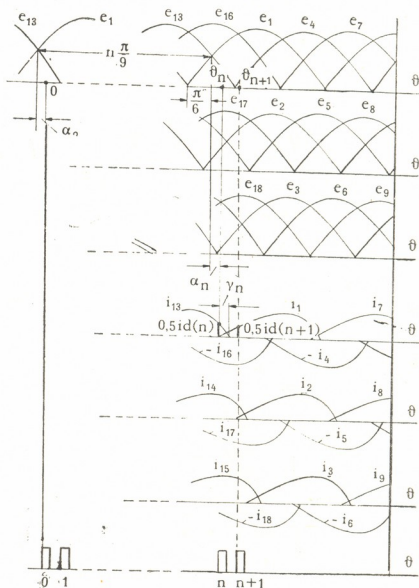 e13 e1 e13 e16 e1 e4 e7
n π/9
ϑn ϑn+1 ϑ
0
π/6
e17 e2 e5 e8
ϑ
e18 e3 e6 e9
ϑ
αn γn
i13 i1 i7
0,5id(n) 0,5id(n+1) ϑ
-i16 -i4
i14 i2 i8
ϑ
-i17 -i5
i15 i3 i9
ϑ
-i18 -i6
ϑ
0 1 n n+1